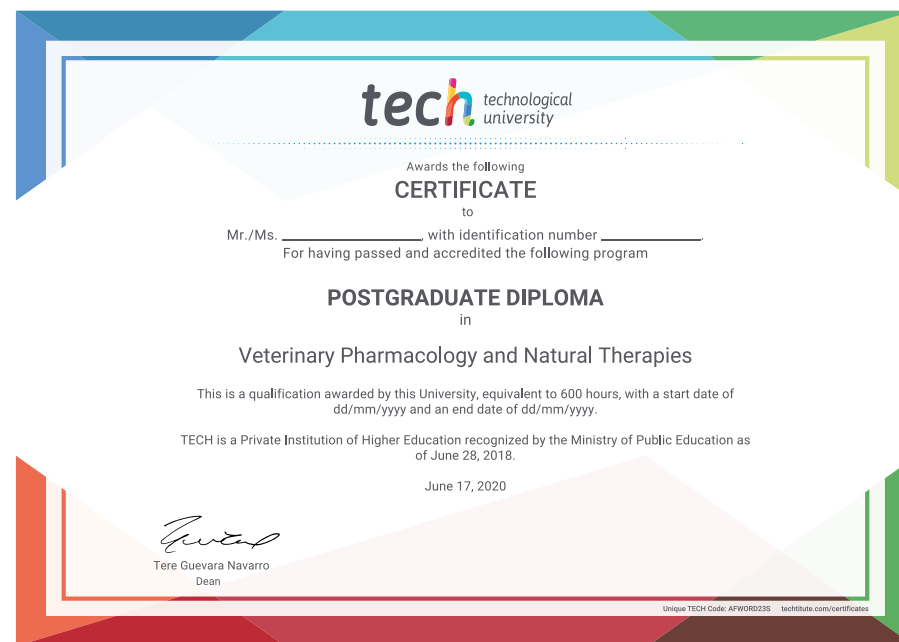 tech technological
university
Awards the following
CERTIFICATE
to
Mr./Ms. ____________________, with identification number ______________.
For having passed and accredited the following program
POSTGRADUATE DIPLOMA
in
Veterinary Pharmacology and Natural Therapies
This is a qualification awarded by this University, equivalent to 600 hours, with a start date of
dd/mm/yyyy and an end date of dd/mm/yyyy.
TECH is a Private Institution of Higher Education recognized by the Ministry of Public Education as
of June 28, 2018.
June 17, 2020
Tere Guevara Navarro
Dean
Unique TECH Code: AFWORD23S techtitute.com/certificates